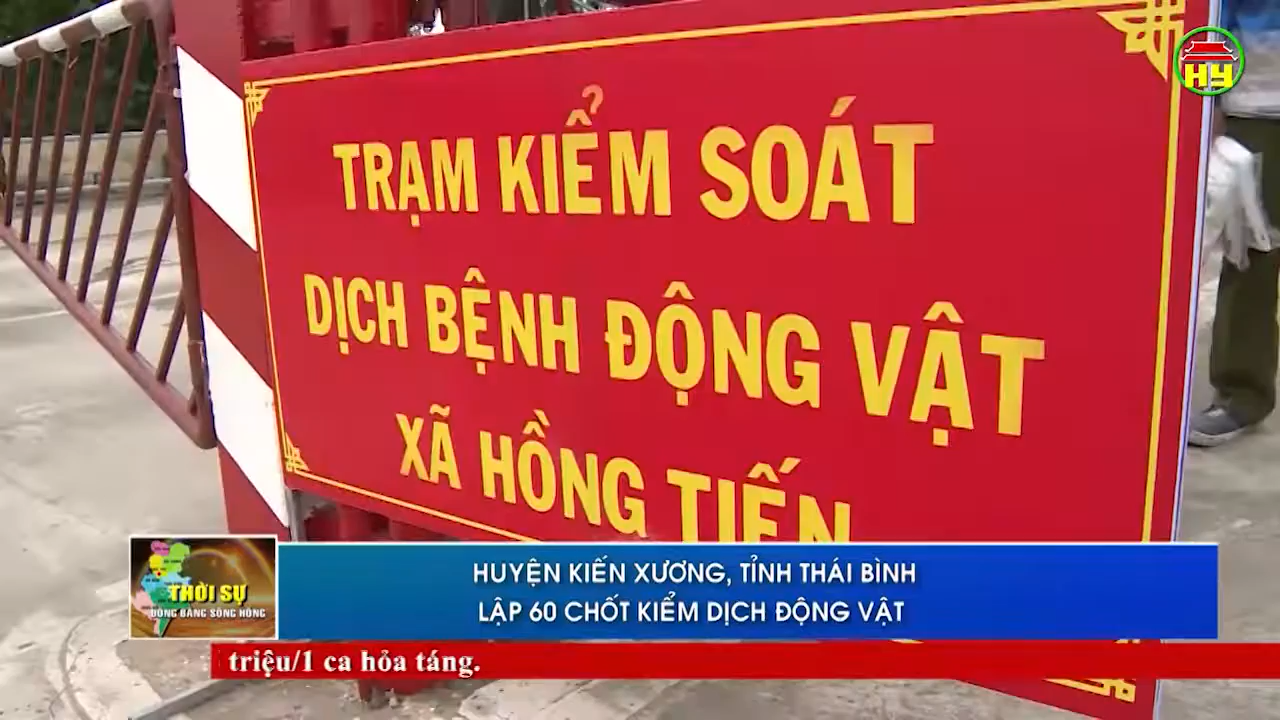 HY
TRẠM KIỂM SOÁT
DỊCH BỆNH ĐỘNG VẬT
XÃ HỒNG TIẾN
THỜI SỰ
ĐỒNG BẰNG SÔNG HỒNG
HUYỆN KIẾN XƯƠNG, TỈNH THÁI BÌNH
LẬP 60 CHỐT KIỂM DỊCH ĐỘNG VẬT
triệu/1 ca hỏa táng.